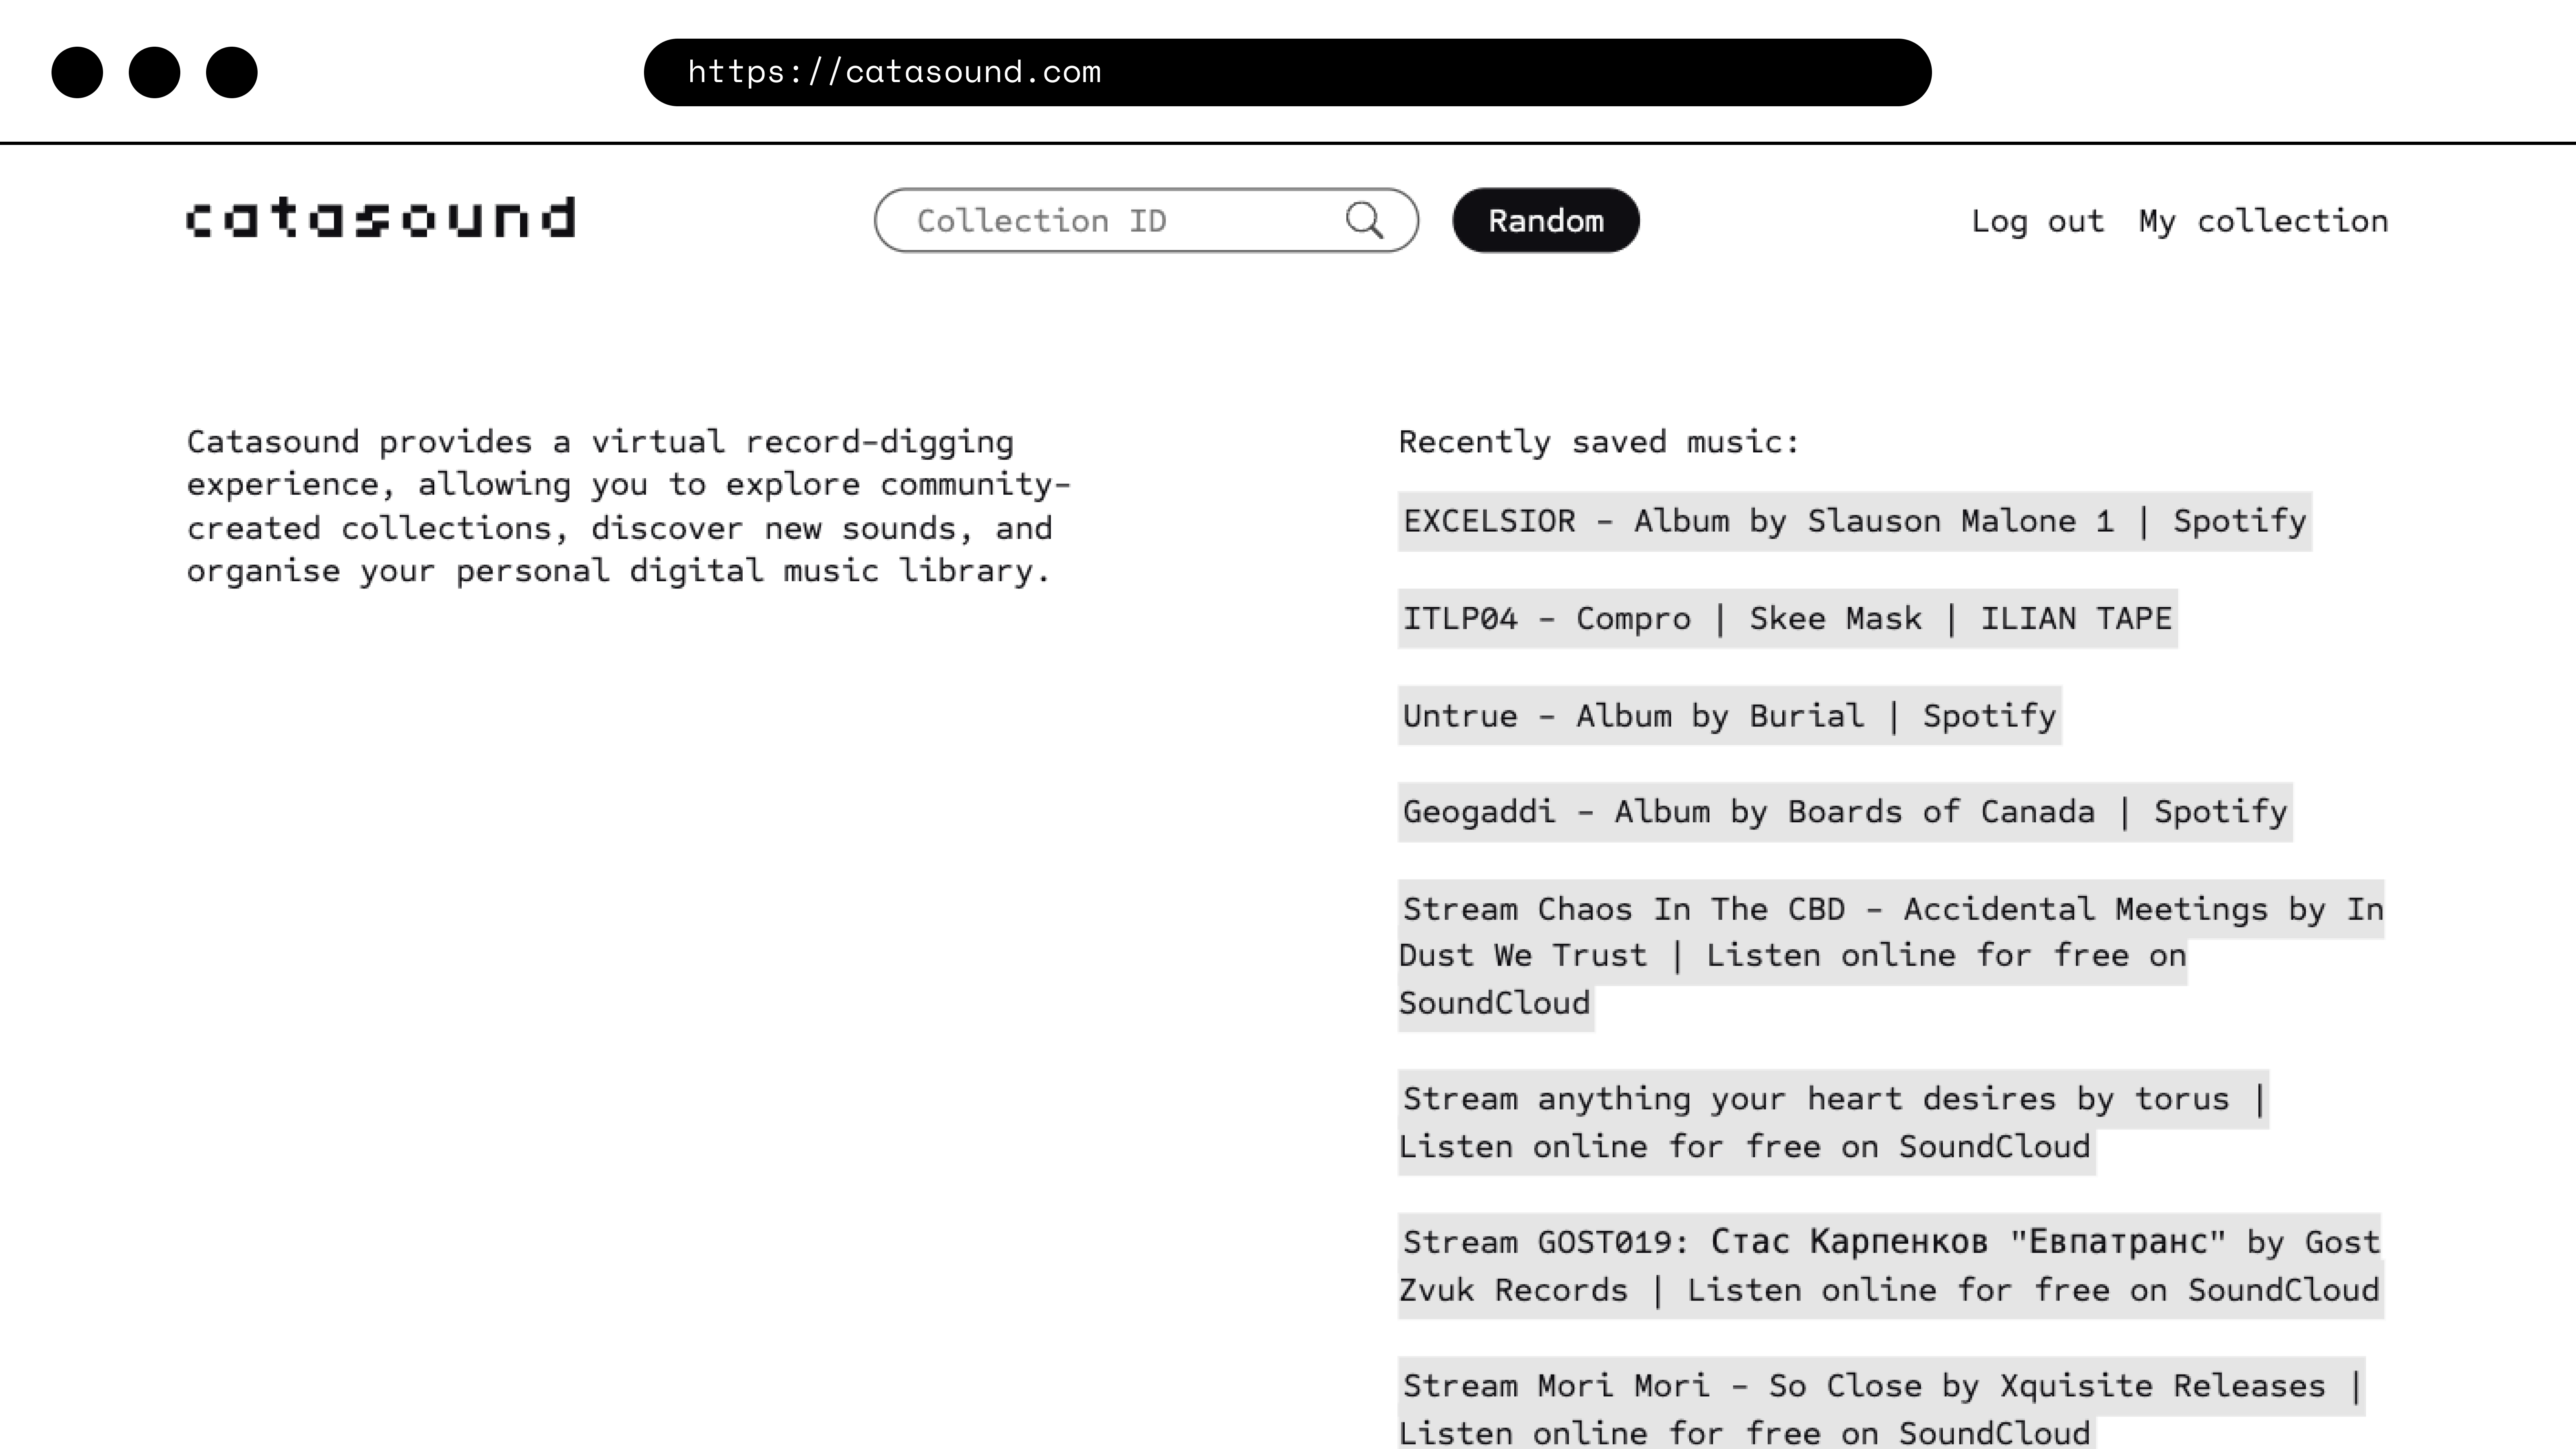 https://catasound.com
catasound
Collection ID
Random
Log out
My collection
Catasound provides a virtual record-digging
experience, allowing you to explore community-
created collections, discover new sounds, and
organise your personal digital music library.
Recently saved music:
EXCELSIOR – Album by Slauson Malone 1 | Spotify
ITLP04 – Compro | Skee Mask | ILIAN TAPE
Untrue – Album by Burial | Spotify
Geogaddi – Album by Boards of Canada | Spotify
Stream Chaos In The CBD – Accidental Meetings by In
Dust We Trust | Listen online for free on
SoundCloud
Stream anything your heart desires by torus |
Listen online for free on SoundCloud
Stream GOST019: Стас Карпенков "Евпатранс" by Gost
Zvuk Records | Listen online for free on SoundCloud
Stream Mori Mori – So Close by Xquisite Releases |
Listen online for free on SoundCloud